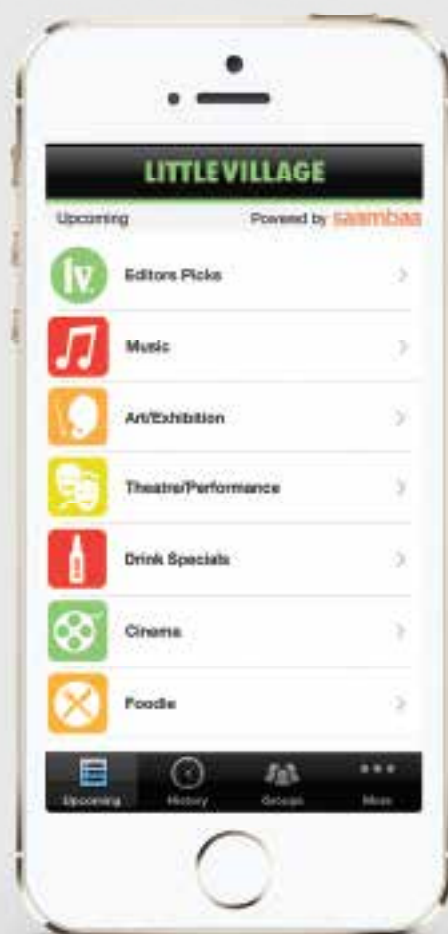 LITTLE VILLAGE
Upcoming Powered by saambaa
lv Editors Picks
Music
Art/Exhibition
Theatre/Performance
Drink Specials
Cinema
Foodie
Upcoming History Groups More